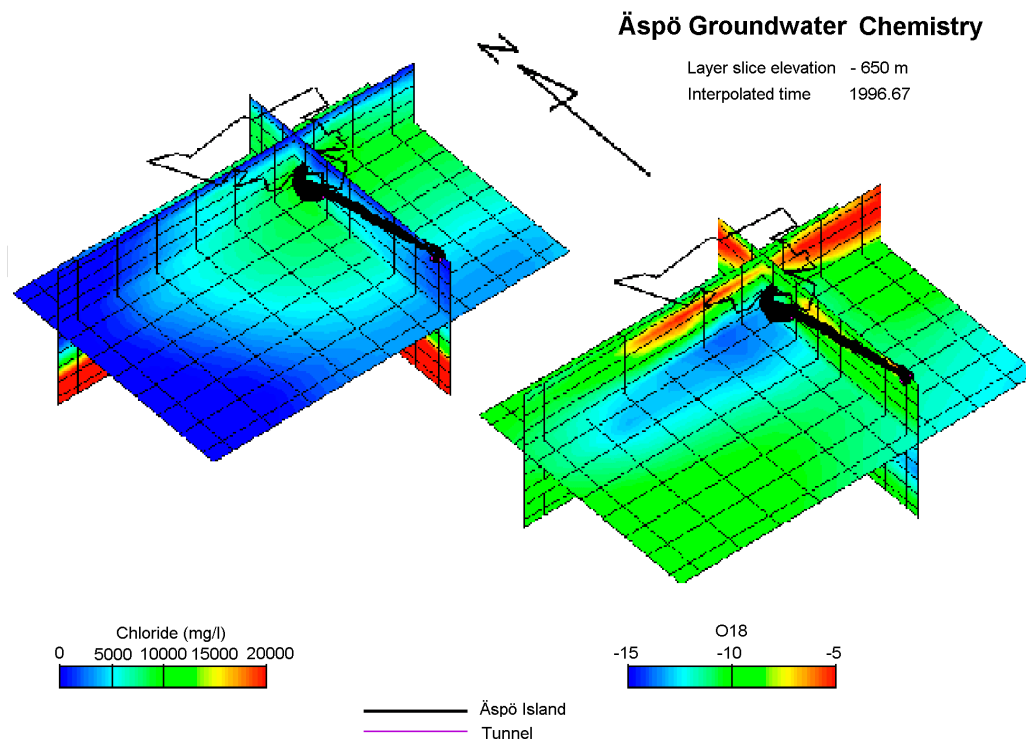 Äspö Groundwater Chemistry
Layer slice elevation - 650 m
Interpolated time 1996.67
N
Chloride (mg/l)
0 5000 10000 15000 20000
O18
-15 -10 -5
Äspö Island
Tunnel